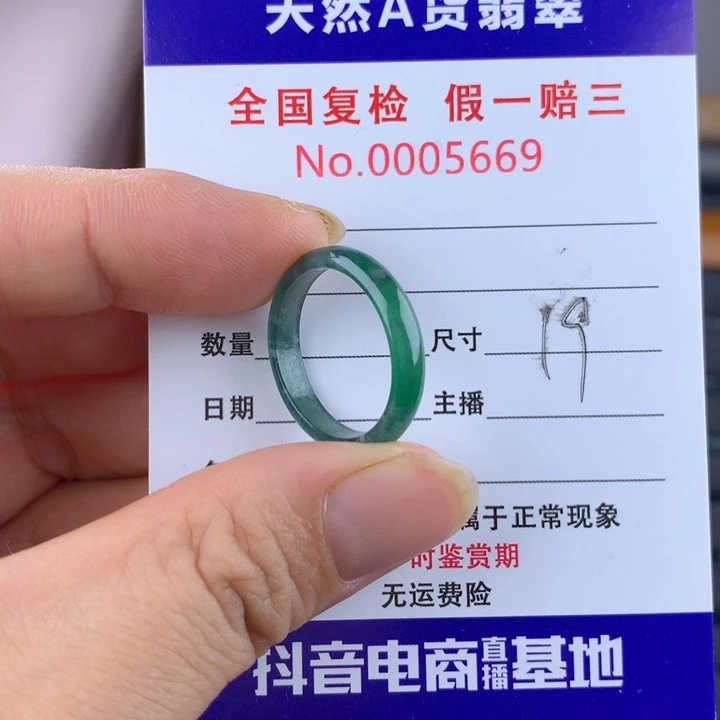 天然A货翡翠
全国复检 假一赔三
No.0005669
数量 尺寸 19
日期 主播
属于正常现象
时鉴赏期
无运费险
抖音电商直播基地